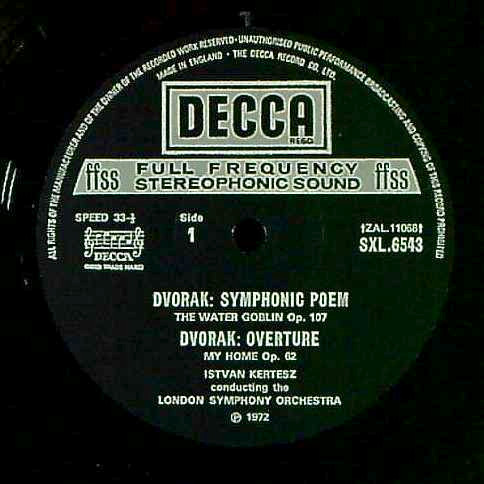 ALL RIGHTS OF THE MANUFACTURER AND OF THE OWNER OF THE RECORDED WORK RESERVED · UNAUTHORISED PUBLIC PERFORMANCE BROADCASTING AND COPYING OF THIS RECORD PROHIBITED
MADE IN ENGLAND · THE DECCA RECORD CO. LTD.
DECCA
REGD
ffss FULL FREQUENCY ffss
STEREOPHONIC SOUND
SPEED 33-⅓ Side
1
†ZAL.11068†
SXL.6543
DECCA
DVORAK: SYMPHONIC POEM
THE WATER GOBLIN Op. 107
DVORAK: OVERTURE
MY HOME Op. 62
ISTVAN KERTESZ
conducting the
LONDON SYMPHONY ORCHESTRA
℗ 1972